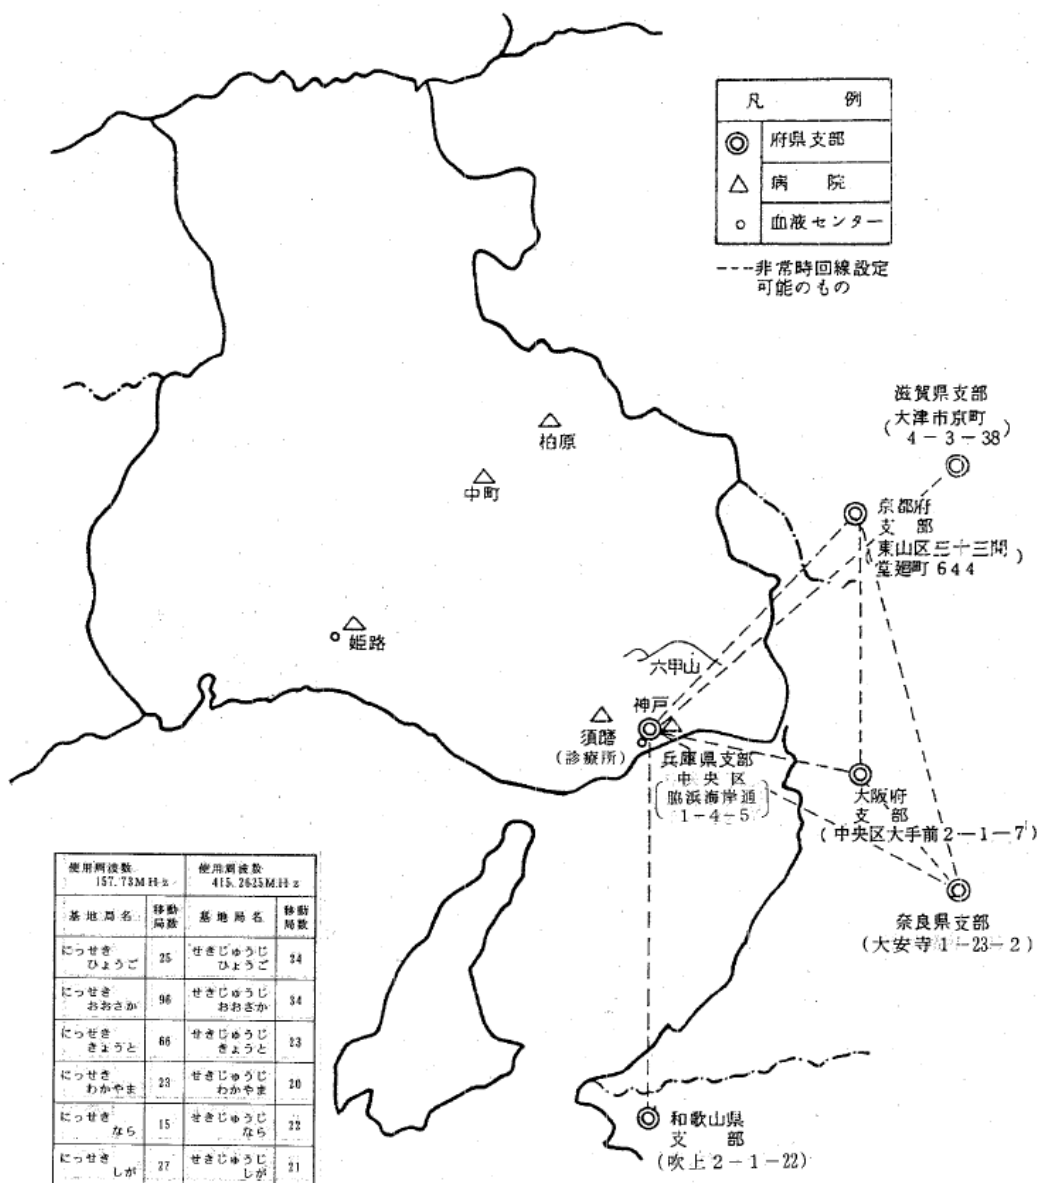 凡 例
府県支部
病 院
血液センター
----非常時回線設定
可能のもの
滋賀県支部
大津市京町
( 4-3-38)
京都府
支 部
(東山区三十三間
堂廻町644)
柏原
中町
姫路
六甲山
神戸
須磨
(診療所)
兵庫県支部
中央区
脇浜海岸通
1-4-5
大阪府
支 部
(中央区大手前2-1-7)
奈良県支部
(大安寺1-23-2)
和歌山県
支 部
(吹上2-1-22)
使用周波数 157.73MHz 使用周波数 415.2625MHz
基地局名 移動局数 基地局名 移動局数
にっせきひょうご 25 せきじゅうじひょうご 24
にっせきおおさか 96 せきじゅうじおおさか 34
にっせききょうと 66 せきじゅうじきょうと 23
にっせきわかやま 23 せきじゅうじわかやま 20
にっせきなら 15 せきじゅうじなら 22
にっせきしが 27 せきじゅうじしが 21